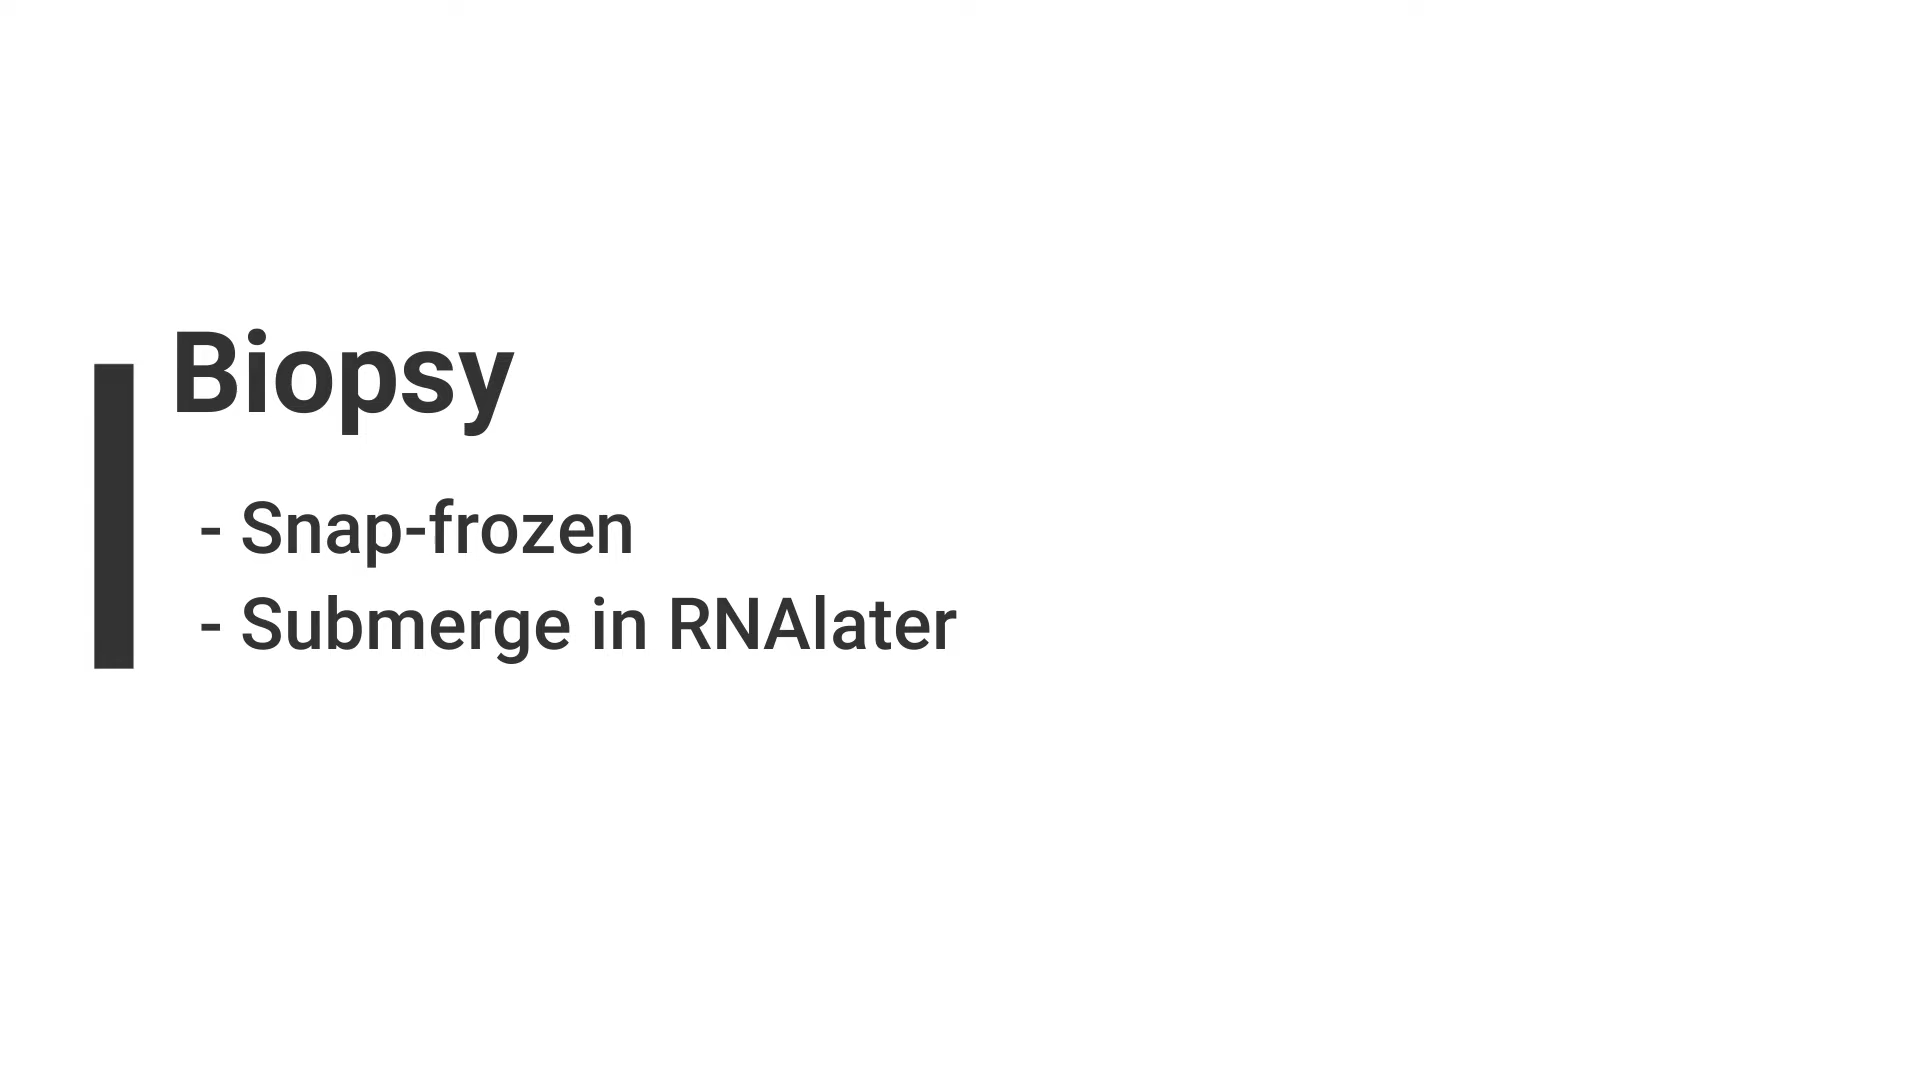 Biopsy
- Snap-frozen
- Submerge in RNAlater